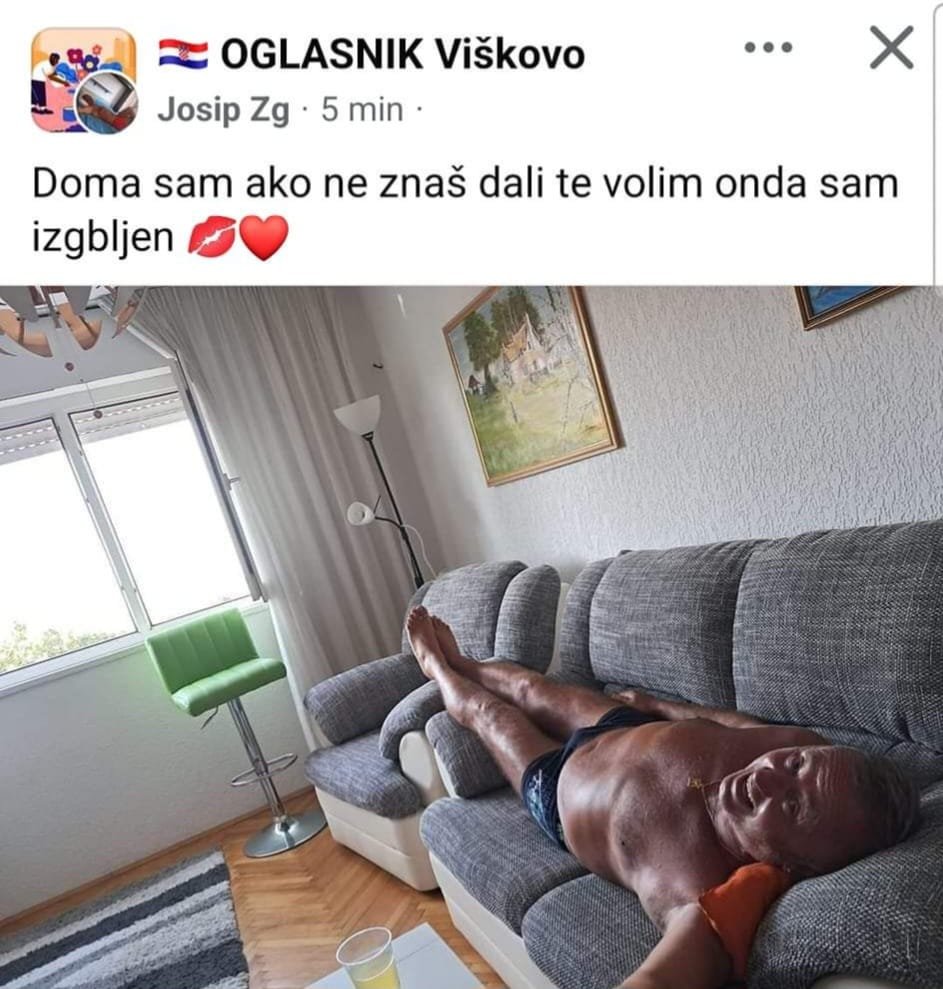 🇭🇷 OGLASNIK Viškovo
Josip Zg · 5 min ·
Doma sam ako ne znaš dali te volim onda sam
izgbljen 💋❤️